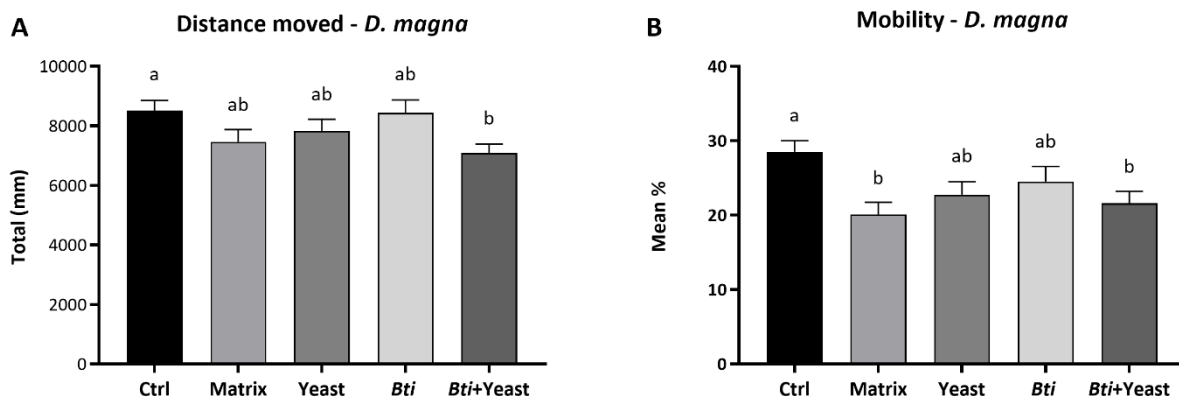 A
Distance moved - D. magna
10000
8000
6000
4000
2000
0
Total (mm)
a
ab
ab
ab
b
Ctrl
Matrix
Yeast
Bti
Bti+Yeast
B
Mobility - D. magna
40
30
20
10
0
Mean %
a
b
ab
ab
b
Ctrl
Matrix
Yeast
Bti
Bti+Yeast